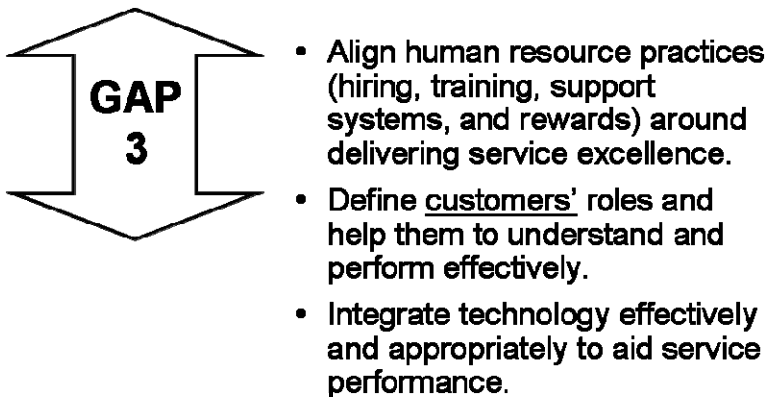 GAP
3
• Align human resource practices
(hiring, training, support
systems, and rewards) around
delivering service excellence.
• Define customers' roles and
help them to understand and
perform effectively.
• Integrate technology effectively
and appropriately to aid service
performance.